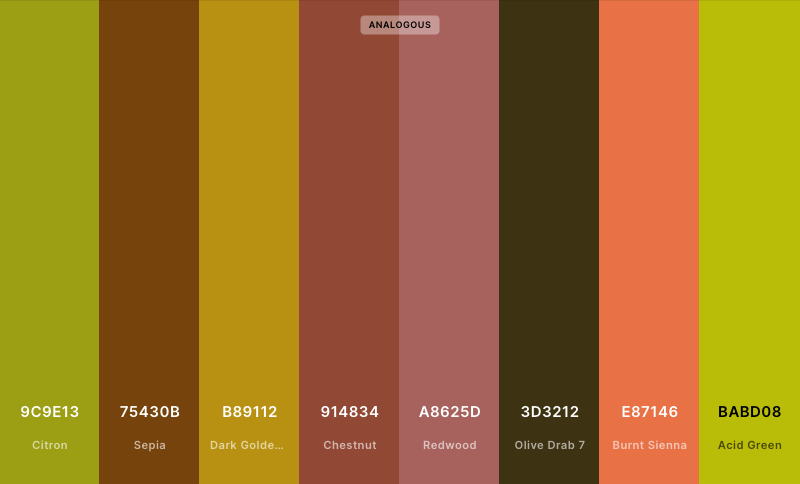 ANALOGOUS
9C9E13 75430B B89112 914834 A8625D 3D3212 E87146 BABD08
Citron Sepia Dark Golde... Chestnut Redwood Olive Drab 7 Burnt Sienna Acid Green